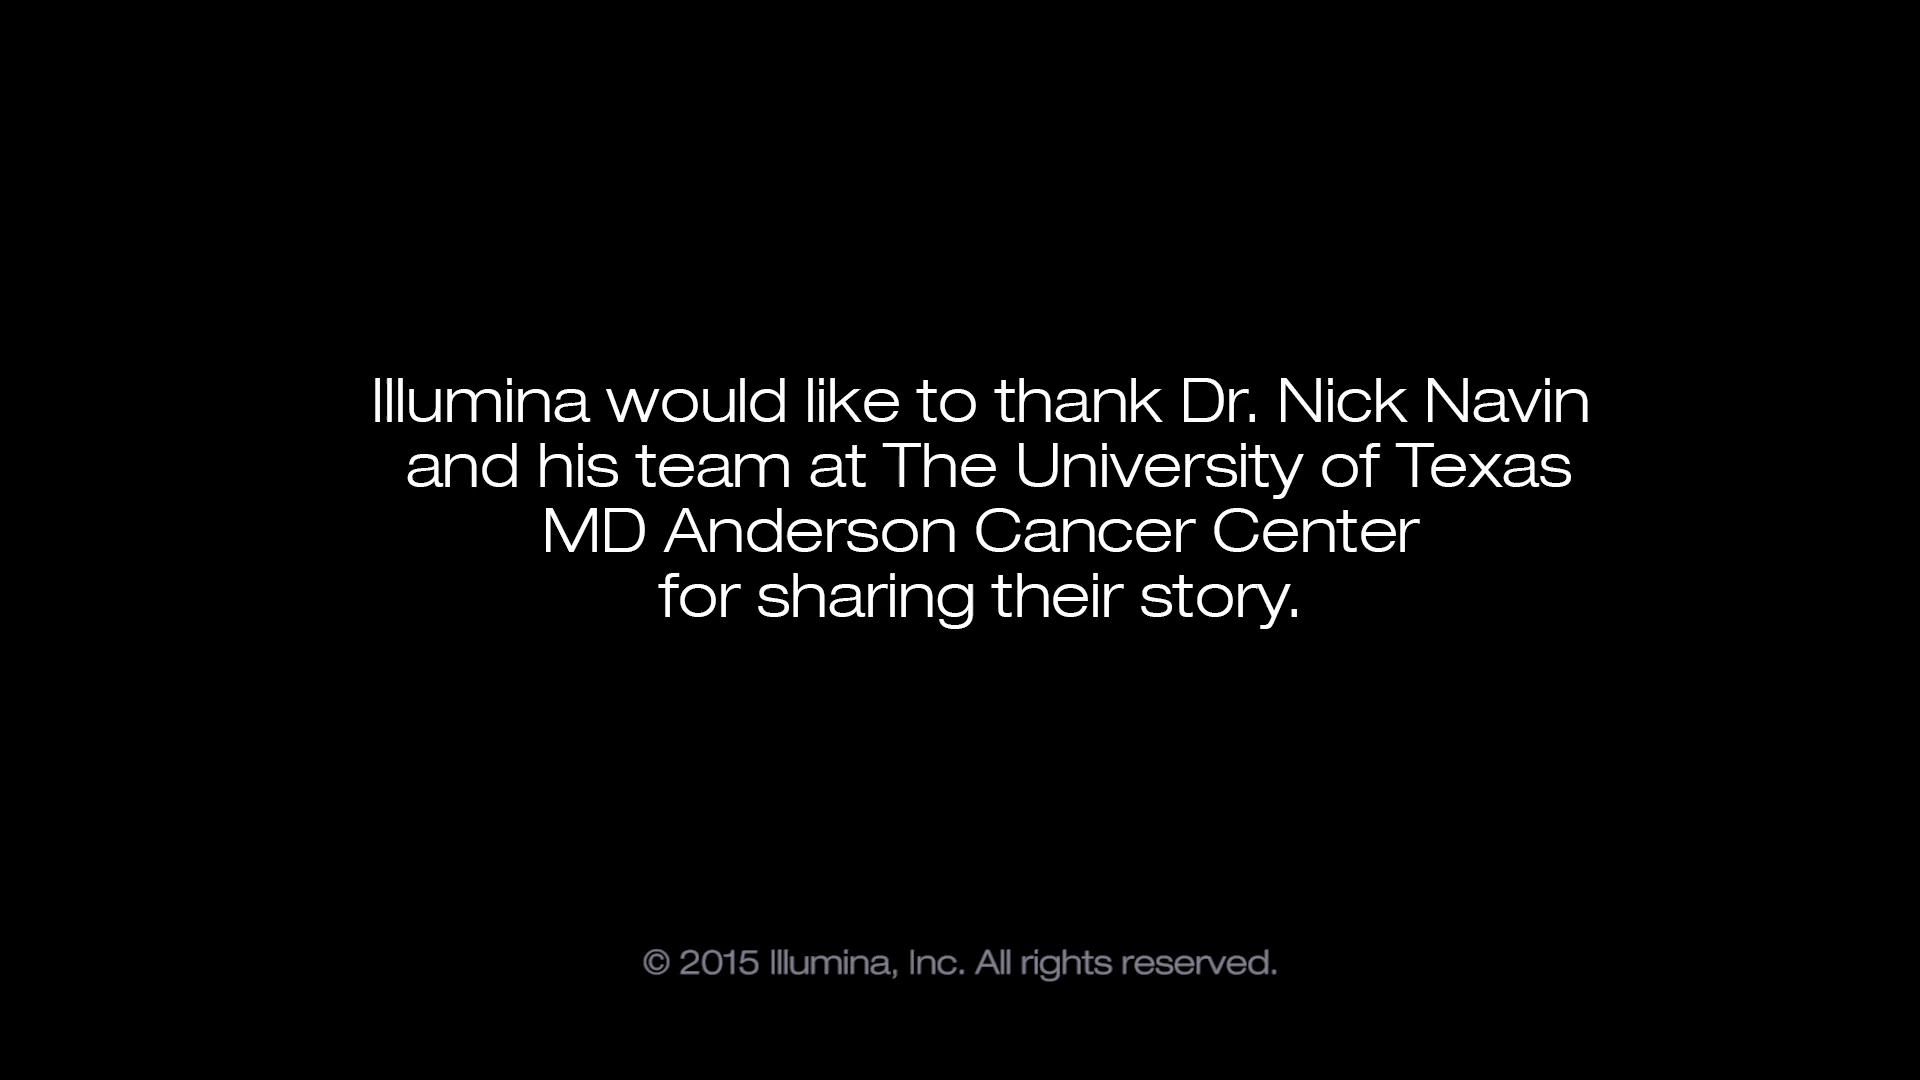 Illumina would like to thank Dr. Nick Navin
and his team at The University of Texas
MD Anderson Cancer Center
for sharing their story.
© 2015 Illumina, Inc. All rights reserved.